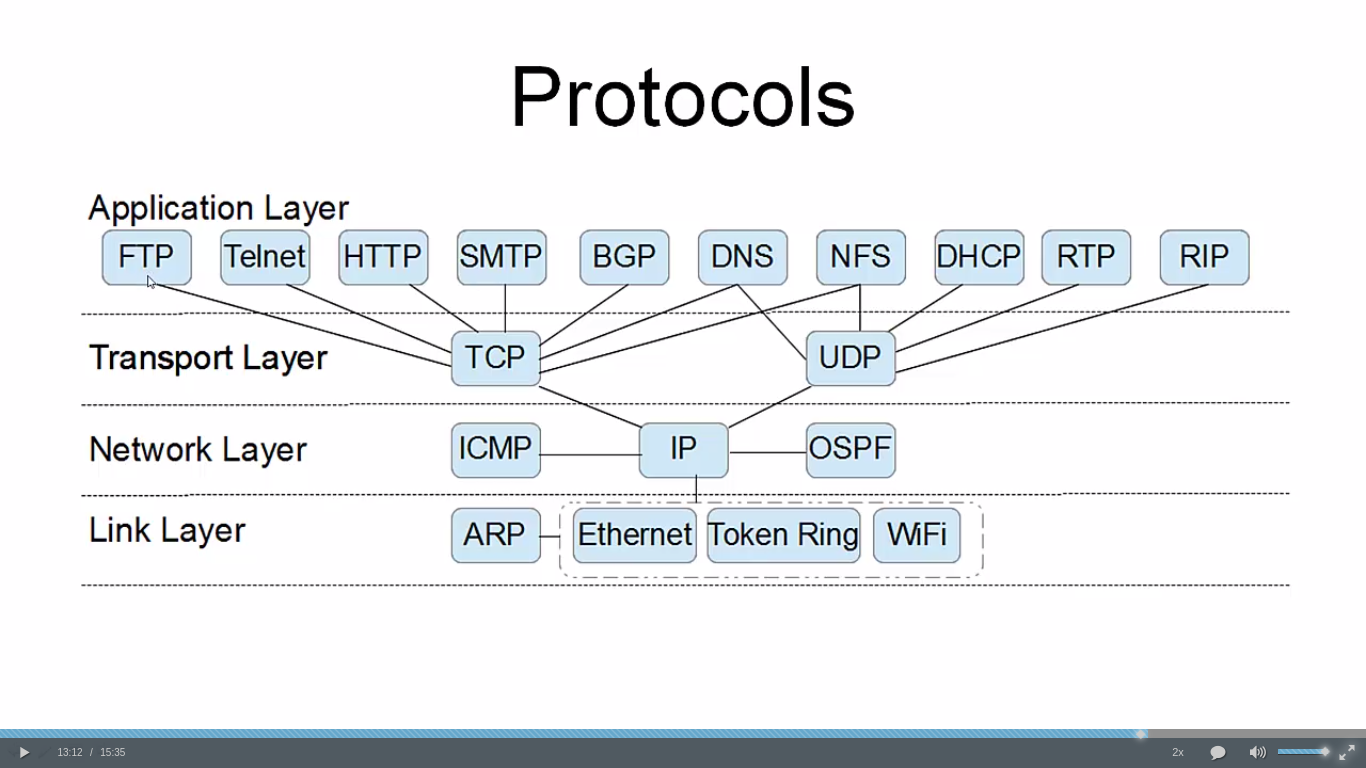 Protocols
Application Layer
FTP Telnet HTTP SMTP BGP DNS NFS DHCP RTP RIP
Transport Layer TCP UDP
Network Layer ICMP IP OSPF
Link Layer ARP Ethernet Token Ring WiFi
13:12 / 15:35 2x